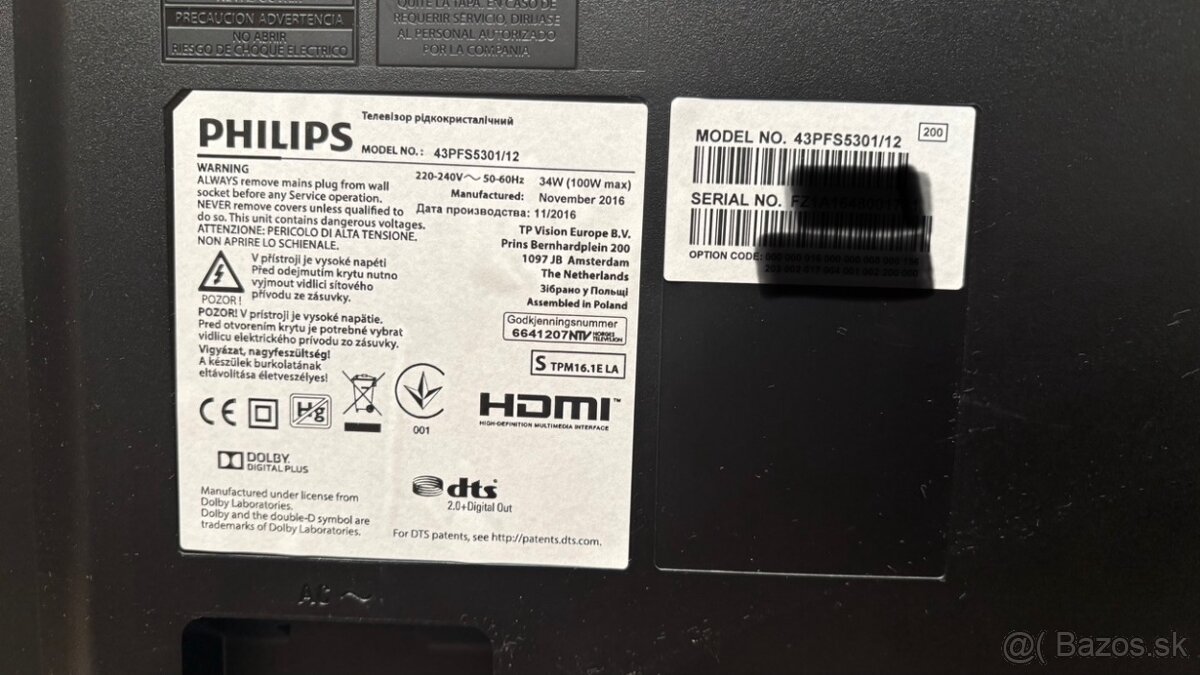 PRECAUCION ADVERTENCIA
NO ABRIR
RIESGO DE CHOQUE ELECTRICO
QUITE LA TAPA. EN CASO DE
REQUERIR SERVICIO, DIRIJASE
AL PERSONAL AUTORIZADO
POR LA COMPANIA
PHILIPS
Телевізор рідкокристалічний
MODEL NO.: 43PFS5301/12
WARNING
ALWAYS remove mains plug from wall
socket before any Service operation.
NEVER remove covers unless qualified to
do so. This unit contains dangerous voltages.
ATTENZIONE: PERICOLO DI ALTA TENSIONE.
NON APRIRE LO SCHIENALE.
220-240V~ 50-60Hz 34W (100W max)
Manufactured: November 2016
Дата производства: 11/2016
TP Vision Europe B.V.
Prins Bernhardplein 200
1097 JB Amsterdam
The Netherlands
Зібрано у Польщі
Assembled in Poland
V přístroji je vysoké napětí
Před odejmutím krytu nutno
vyjmout vidlici sítového
přívodu ze zásuvky.
POZOR!
POZOR! V prístroji je vysoké napätie.
Pred otvorením krytu je potrebné vybrat
vidlicu elektrického prívodu zo zásuvky.
Vigyázat, nagyfeszültség!
A készülek burkolatának
eltávolítása életveszélyes!
Godkjenningsnummer
6641207NTV NORGES TELEVISJON
S TPM16.1E LA
CE
Hg
001
HDMI™
HIGH-DEFINITION MULTIMEDIA INTERFACE
DOLBY
DIGITAL PLUS
Manufactured under license from
Dolby Laboratories.
Dolby and the double-D symbol are
trademarks of Dolby Laboratories.
dts
2.0+Digital Out
For DTS patents, see http://patents.dts.com.
MODEL NO. 43PFS5301/12
200
SERIAL NO.
OPTION CODE:
AC ~
@( Bazos.sk